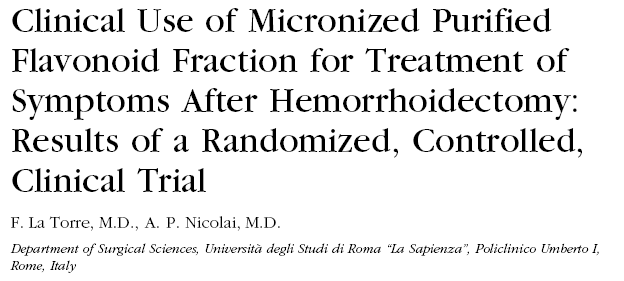 Clinical Use of Micronized Purified
Flavonoid Fraction for Treatment of
Symptoms After Hemorrhoidectomy:
Results of a Randomized, Controlled,
Clinical Trial
F. La Torre, M.D., A. P. Nicolai, M.D.
Department of Surgical Sciences, Università degli Studi di Roma “La Sapienza”, Policlinico Umberto I,
Rome, Italy